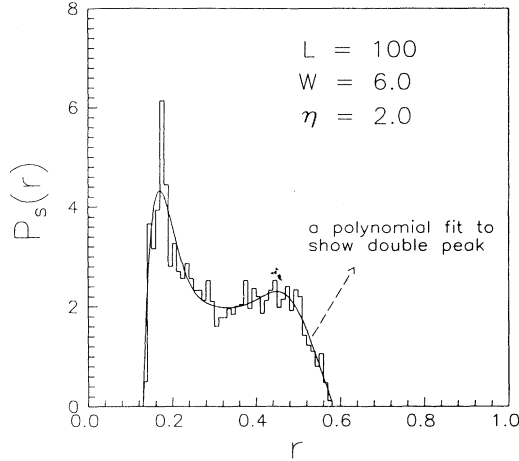 8
6
4
2
0
P_s(r)
L = 100
W = 6.0
η = 2.0
a polynomial fit to
show double peak
0.0 0.2 0.4 0.6 0.8 1.0
r